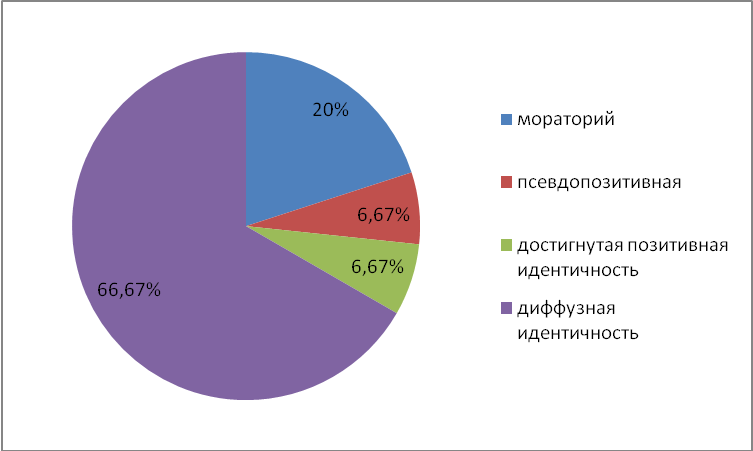 20%
6,67%
6,67%
66,67%
мораторий
псевдопозитивная
достигнутая позитивная
идентичность
диффузная
идентичность